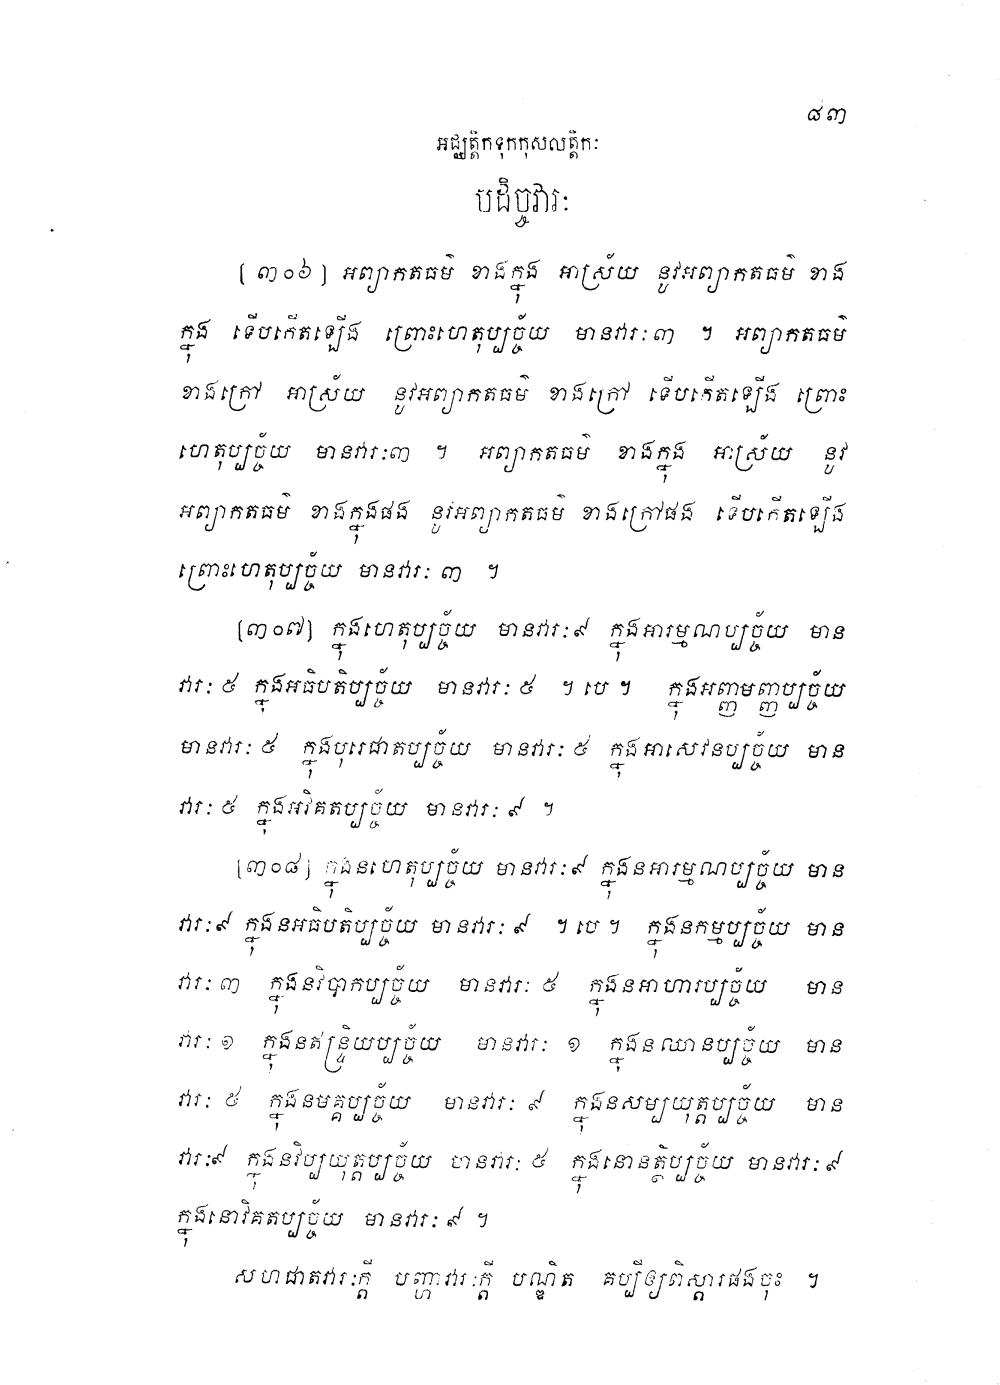 ៨៣
អជ្ឈត្តិកទុកកុសលត្តិកៈ
បដិច្ចវារៈ
[៣០៦] អព្យាកតធម៌ ខាងក្នុង អាស្រ័យ នូវអព្យាកតធម៌ ខាង
ក្នុង ទើបកើតឡើង ព្រោះហេតុប្បច្ច័យ មានវារៈ៣ ។ អព្យាកតធម៌
ខាងក្រៅ អាស្រ័យ នូវអព្យាកតធម៌ ខាងក្រៅ ទើបកើតឡើង ព្រោះ
ហេតុប្បច្ច័យ មានវារៈ៣ ។ អព្យាកតធម៌ ខាងក្នុង អាស្រ័យ នូវ
អព្យាកតធម៌ ខាងក្នុងផង នូវអព្យាកតធម៌ ខាងក្រៅផង ទើបកើតឡើង
ព្រោះហេតុប្បច្ច័យ មានវារៈ ៣ ។
[៣០៧] ក្នុងហេតុប្បច្ច័យ មានវារៈ៩ ក្នុងអារម្មណប្បច្ច័យ មាន
វារៈ ៥ ក្នុងអធិបតិប្បច្ច័យ មានវារៈ ៥ ។ បេ ។ ក្នុងអញ្ញមញ្ញប្បច្ច័យ
មានវារៈ ៥ ក្នុងបុរេជាតប្បច្ច័យ មានវារៈ ៥ ក្នុងអាសេវនប្បច្ច័យ មាន
វារៈ ៥ ក្នុងអវិគតប្បច្ច័យ មានវារៈ ៩ ។
[៣០៨] ក្នុងនហេតុប្បច្ច័យ មានវារៈ៩ ក្នុងនអារម្មណប្បច្ច័យ មាន
វារៈ៩ ក្នុងនអធិបតិប្បច្ច័យ មានវារៈ ៩ ។ បេ ។ ក្នុងនកម្មប្បច្ច័យ មាន
វារៈ ៣ ក្នុងនវិបាកប្បច្ច័យ មានវារៈ ៥ ក្នុងនអាហារប្បច្ច័យ មាន
វារៈ ១ ក្នុងនឥន្ទ្រិយប្បច្ច័យ មានវារៈ ១ ក្នុងនឈានប្បច្ច័យ មាន
វារៈ ៥ ក្នុងនមគ្គប្បច្ច័យ មានវារៈ ៩ ក្នុងនសម្បយុត្តប្បច្ច័យ មាន
វារៈ៩ ក្នុងនវិប្បយុត្តប្បច្ច័យ មានវារៈ ៥ ក្នុងនោនត្ថិប្បច្ច័យ មានវារៈ៩
ក្នុងនោវិគតប្បច្ច័យ មានវារៈ ៩ ។
សហជាតវារៈក្តី បញ្ហាវារៈក្តី បណ្ឌិត គប្បីឲ្យពិស្តារផងចុះ ។